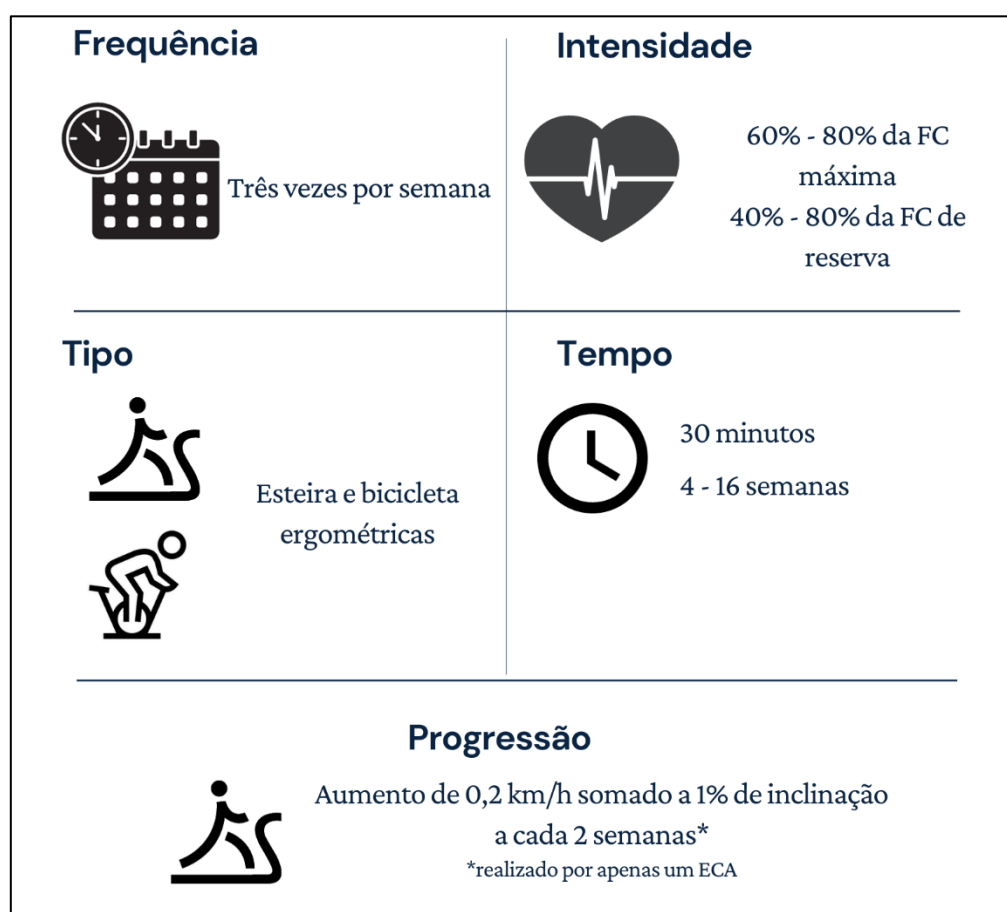 Frequência
Três vezes por semana
Intensidade
60% - 80% da FC
máxima
40% - 80% da FC de
reserva
Tipo
Esteira e bicicleta
ergométricas
Tempo
30 minutos
4 - 16 semanas
Progressão
Aumento de 0,2 km/h somado a 1% de inclinação
a cada 2 semanas*
*realizado por apenas um ECA